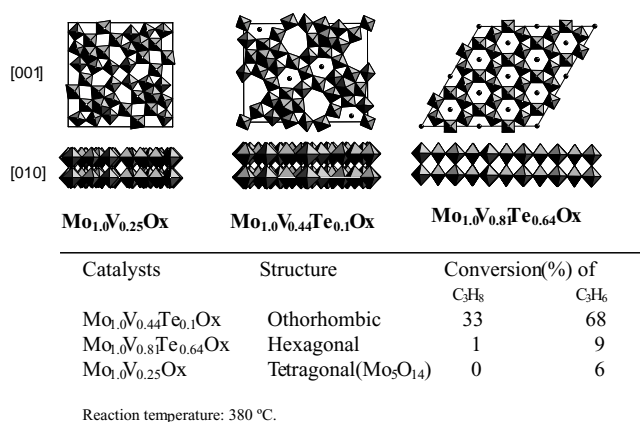 [001]
[010]
Mo1.0V0.25Ox Mo1.0V0.44Te0.1Ox Mo1.0V0.81Te0.64Ox
Catalysts Structure Conversion(%) of
C3H8 C3H6
Mo1.0V0.44Te0.1Ox Othorhombic 33 68
Mo1.0V0.81Te0.64Ox Hexagonal 1 9
Mo1.0V0.25Ox Tetragonal(Mo5O14) 0 6
Reaction temperature: 380 ºC.